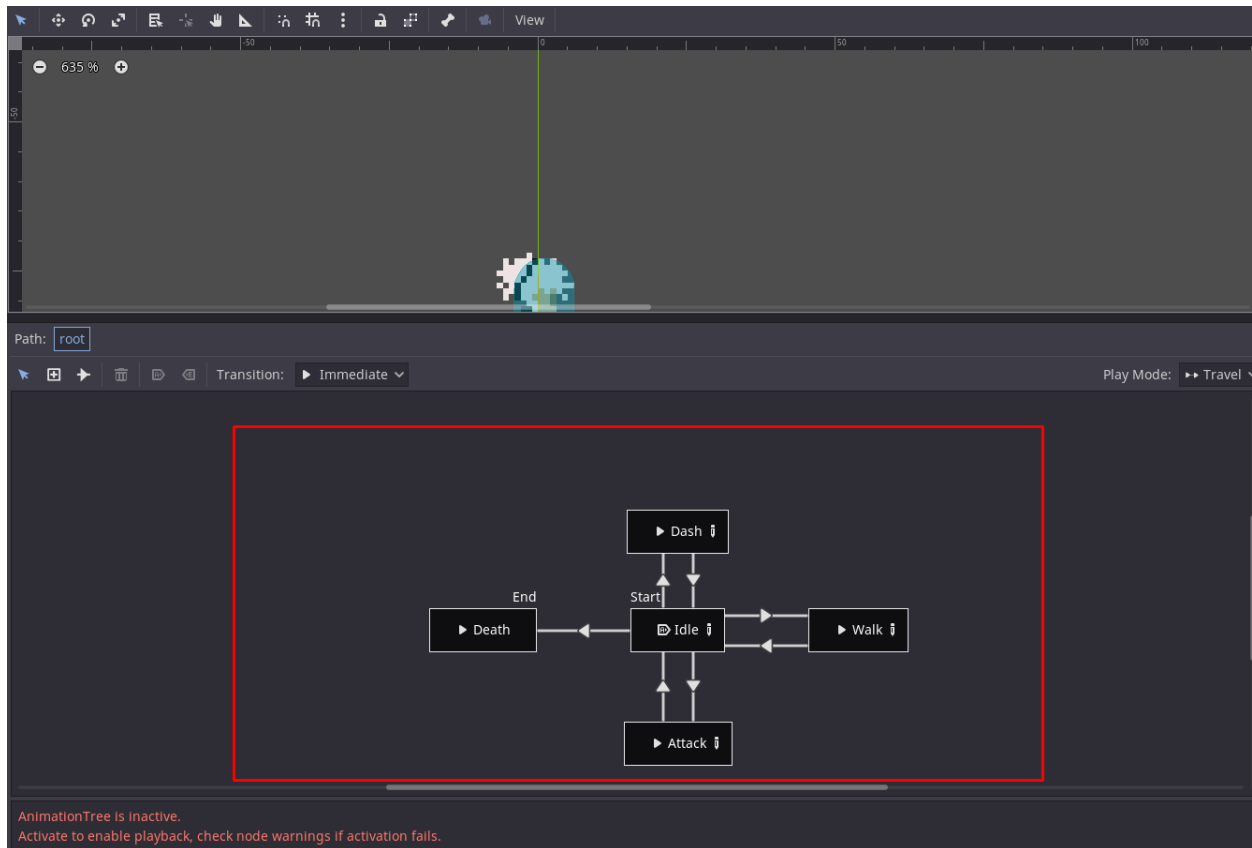 View
-50 0 50 100
635 %
-50
Path: root
Transition: Immediate Play Mode: Travel
Dash
End Start
Death Idle Walk
Attack
AnimationTree is inactive.
Activate to enable playback, check node warnings if activation fails.